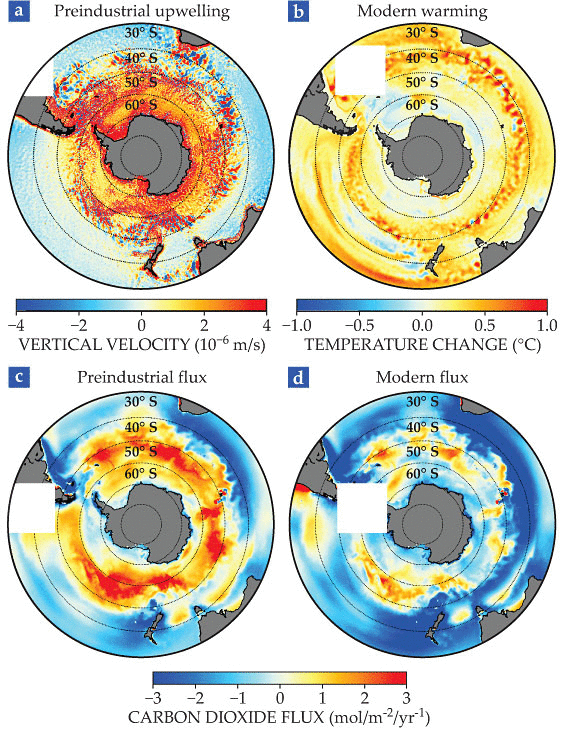 a Preindustrial upwelling
30° S
40° S
50° S
60° S
b Modern warming
30° S
40° S
50° S
60° S
−4 −2 0 2 4
VERTICAL VELOCITY (10⁻⁶ m/s)
−1.0 −0.5 0.0 0.5 1.0
TEMPERATURE CHANGE (°C)
c Preindustrial flux
30° S
40° S
50° S
60° S
d Modern flux
30° S
40° S
50° S
60° S
−3 −2 −1 0 1 2 3
CARBON DIOXIDE FLUX (mol/m⁻²/yr⁻¹)